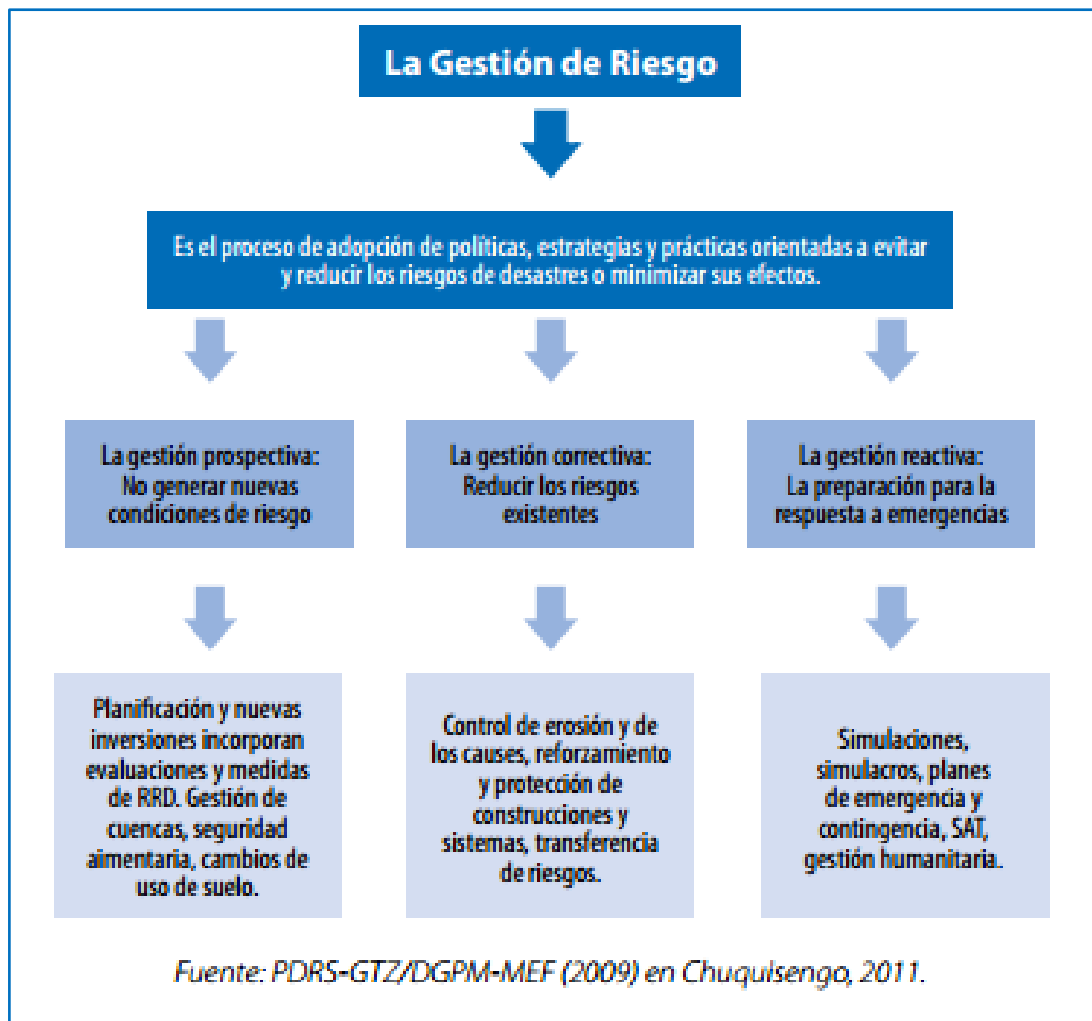 La Gestión de Riesgo
Es el proceso de adopción de políticas, estrategias y prácticas orientadas a evitar
y reducir los riesgos de desastres o minimizar sus efectos.
La gestión prospectiva:
No generar nuevas
condiciones de riesgo
La gestión correctiva:
Reducir los riesgos
existentes
La gestión reactiva:
La preparación para la
respuesta a emergencias
Planificación y nuevas
inversiones incorporan
evaluaciones y medidas
de RRD. Gestión de
cuencas, seguridad
aimentaria, cambios de
uso de suelo.
Control de erosión y de
los causes, reforzamiento
y protección de
construcciones y
sistemas, transferencia
de riesgos.
Simulaciones,
simulacros, planes
de emergencia y
contingencia, SAT,
gestión humanitaria.
Fuente: PDRS-GTZ/DGPM-MEF (2009) en Chuquisengo, 2011.